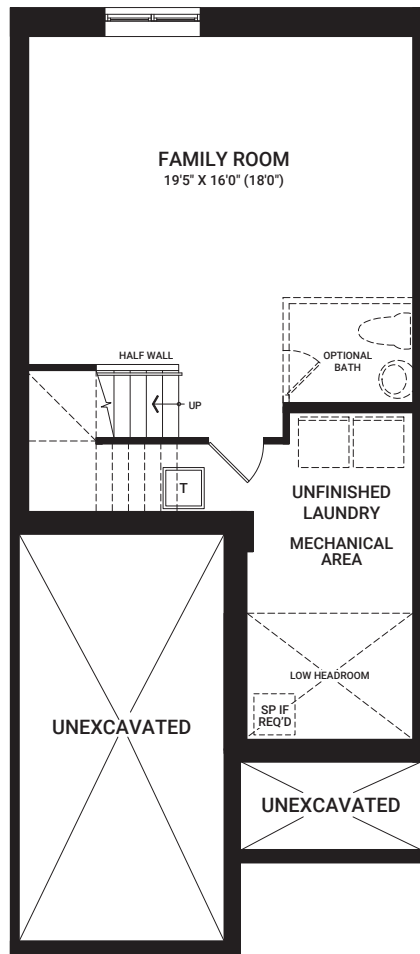 FAMILY ROOM
19'5" X 16'0" (18'0")
HALF WALL
OPTIONAL
BATH
UP
T
UNFINISHED
LAUNDRY
MECHANICAL
AREA
LOW HEADROOM
SP IF
REQ'D
UNEXCAVATED
UNEXCAVATED